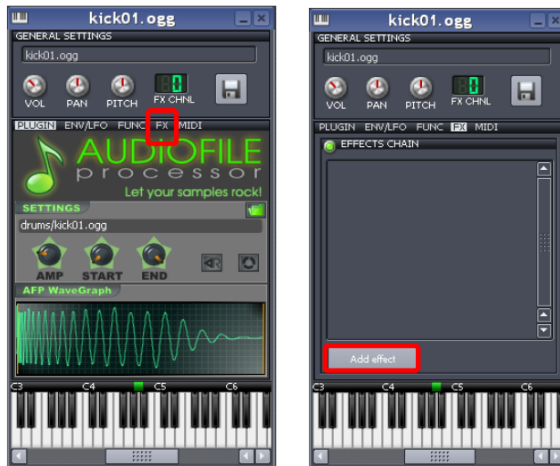 kick01.ogg
GENERAL SETTINGS
kick01.ogg
VOL PAN PITCH FX CHNL
PLUGIN ENV/LFO FUNC FX MIDI
AUDIOFILE
processor
Let your samples rock!
SETTINGS
drums/kick01.ogg
AMP START END
AFP WaveGraph
C3 C4 C5 C6
kick01.ogg
GENERAL SETTINGS
kick01.ogg
VOL PAN PITCH FX CHNL
PLUGIN ENV/LFO FUNC FX MIDI
EFFECTS CHAIN
Add effect
C3 C4 C5 C6